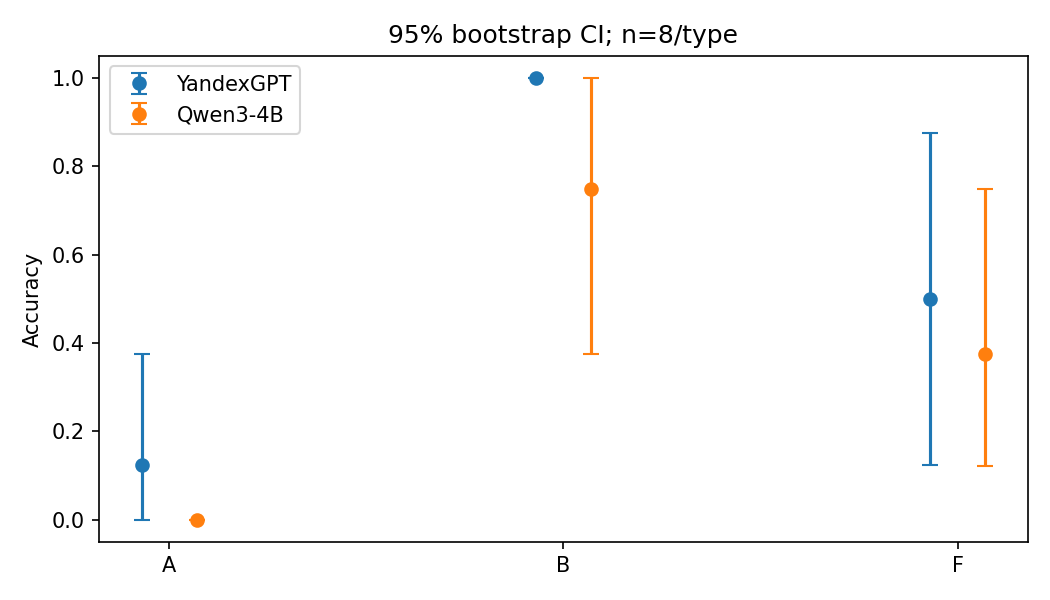 95% bootstrap CI; n=8/type
YandexGPT
Qwen3-4B
Accuracy
1.0
0.8
0.6
0.4
0.2
0.0
A
B
F